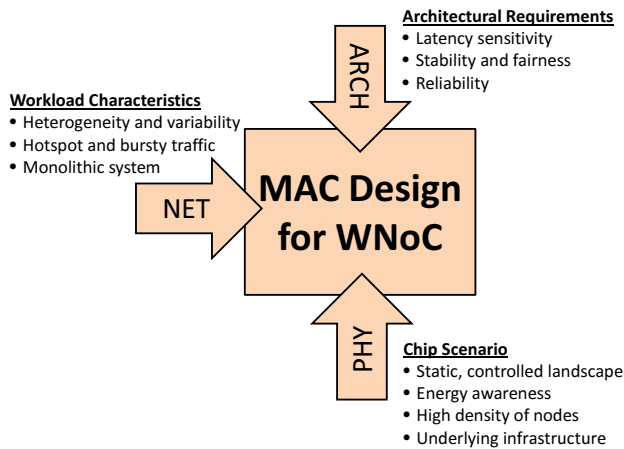 Architectural Requirements
• Latency sensitivity
• Stability and fairness
• Reliability
ARCH
Workload Characteristics
• Heterogeneity and variability
• Hotspot and bursty traffic
• Monolithic system
NET
MAC Design
for WNoC
PHY
Chip Scenario
• Static, controlled landscape
• Energy awareness
• High density of nodes
• Underlying infrastructure